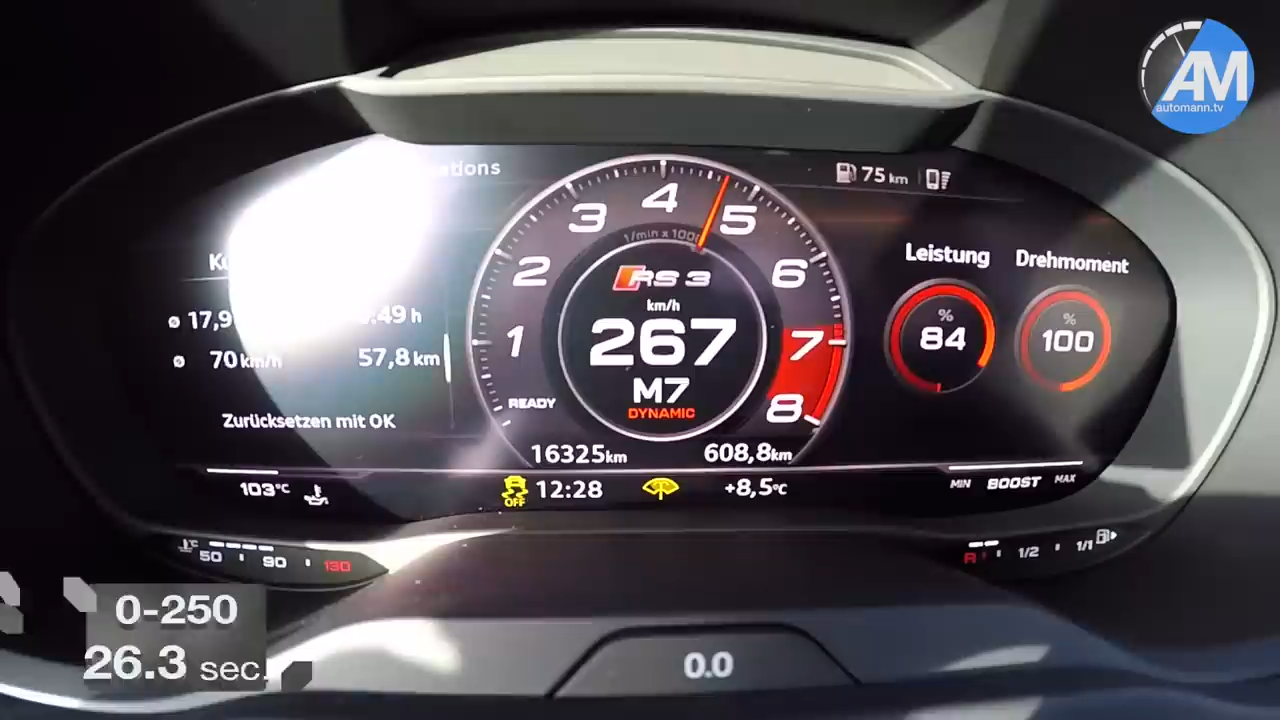 AM
automann.tv
75 km
Leistung
Drehmoment
%
84
%
100
1
2
3
4
5
6
7
8
1/min x 1000
RS 3
km/h
267
M7
DYNAMIC
READY
ø 17,9
ø 70 km/h
57,8 km
Zurücksetzen mit OK
16325km
608,8km
103°C
OFF
12:28
+8,5°C
MIN
BOOST
MAX
°C
50
90
130
R
1/2
1/1
0-250
26.3 sec.
0.0